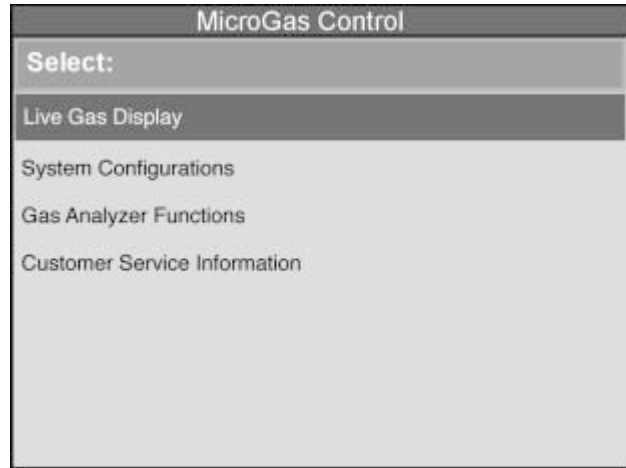 MicroGas Control
Select:
Live Gas Display
System Configurations
Gas Analyzer Functions
Customer Service Information